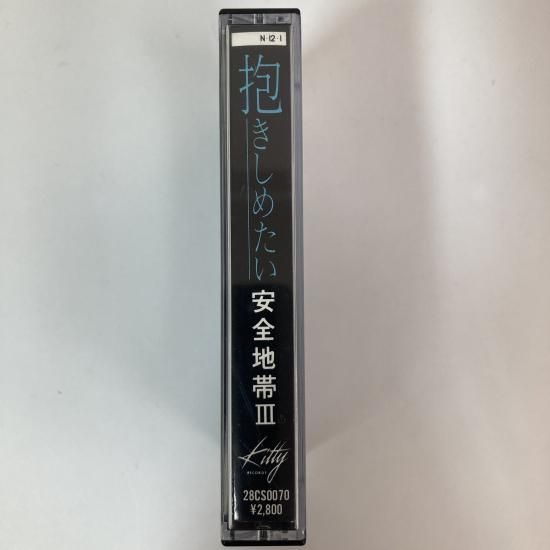 N·12·1
抱きしめたい
安全地帯III
Kitty
RECORDS
28CS0070
¥2,800